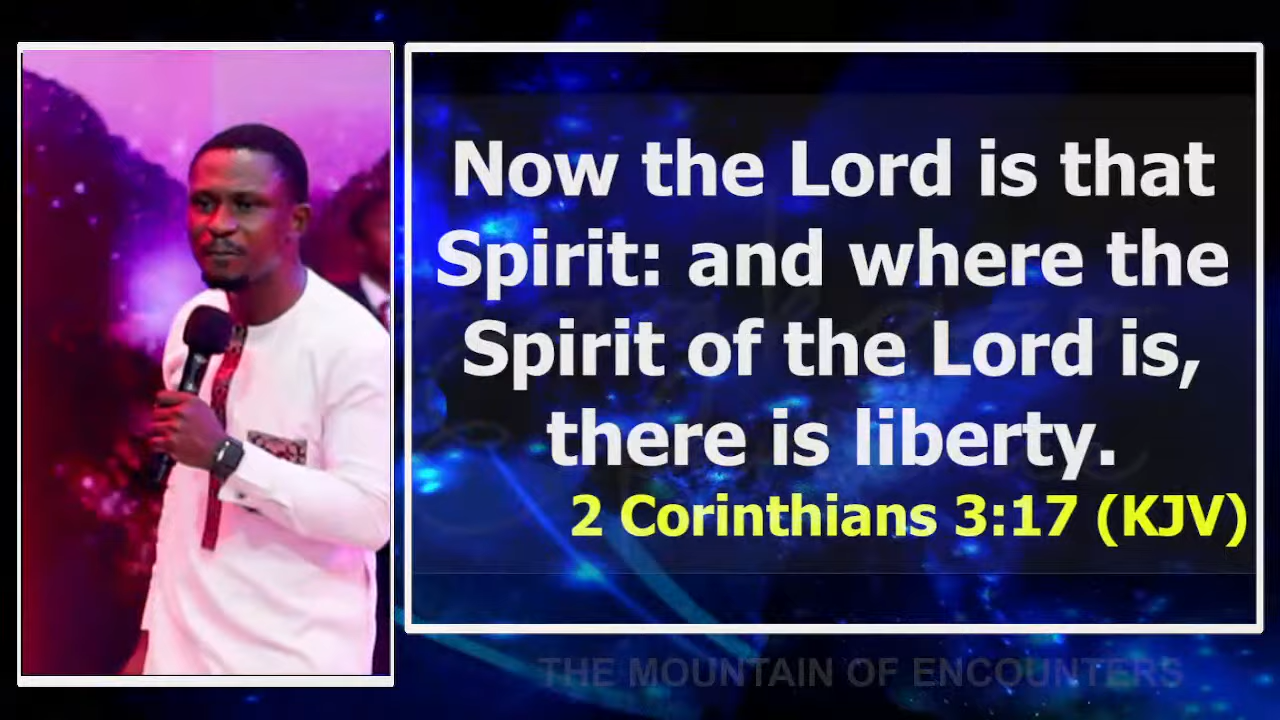 Now the Lord is that
Spirit: and where the
Spirit of the Lord is,
there is liberty.
2 Corinthians 3:17 (KJV)
THE MOUNTAIN OF ENCOUNTERS